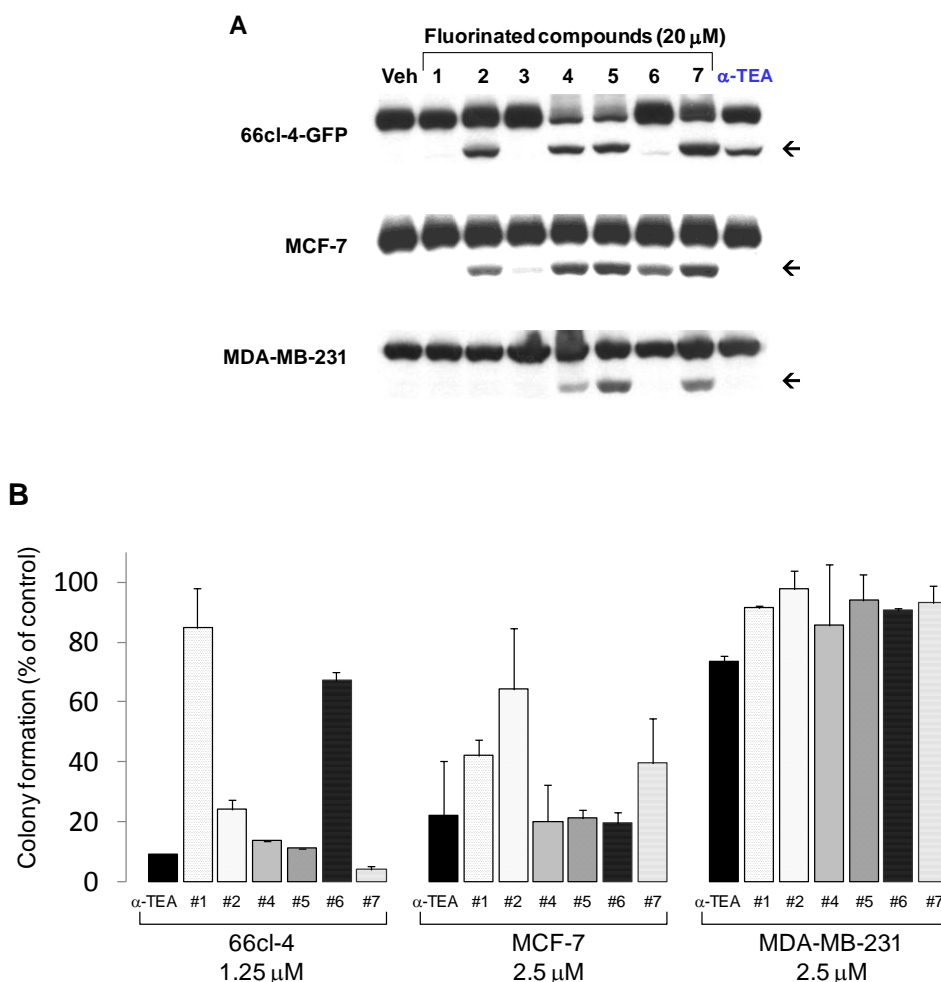 A
Fluorinated compounds (20 μM)
Veh 1 2 3 4 5 6 7 α-TEA
66cl-4-GFP
←
MCF-7
←
MDA-MB-231
←
B
Colony formation (% of control)
100
80
60
40
20
0
α-TEA #1 #2 #4 #5 #6 #7 α-TEA #1 #2 #4 #5 #6 #7 α-TEA #1 #2 #4 #5 #6 #7
66cl-4 MCF-7 MDA-MB-231
1.25 μM 2.5 μM 2.5 μM